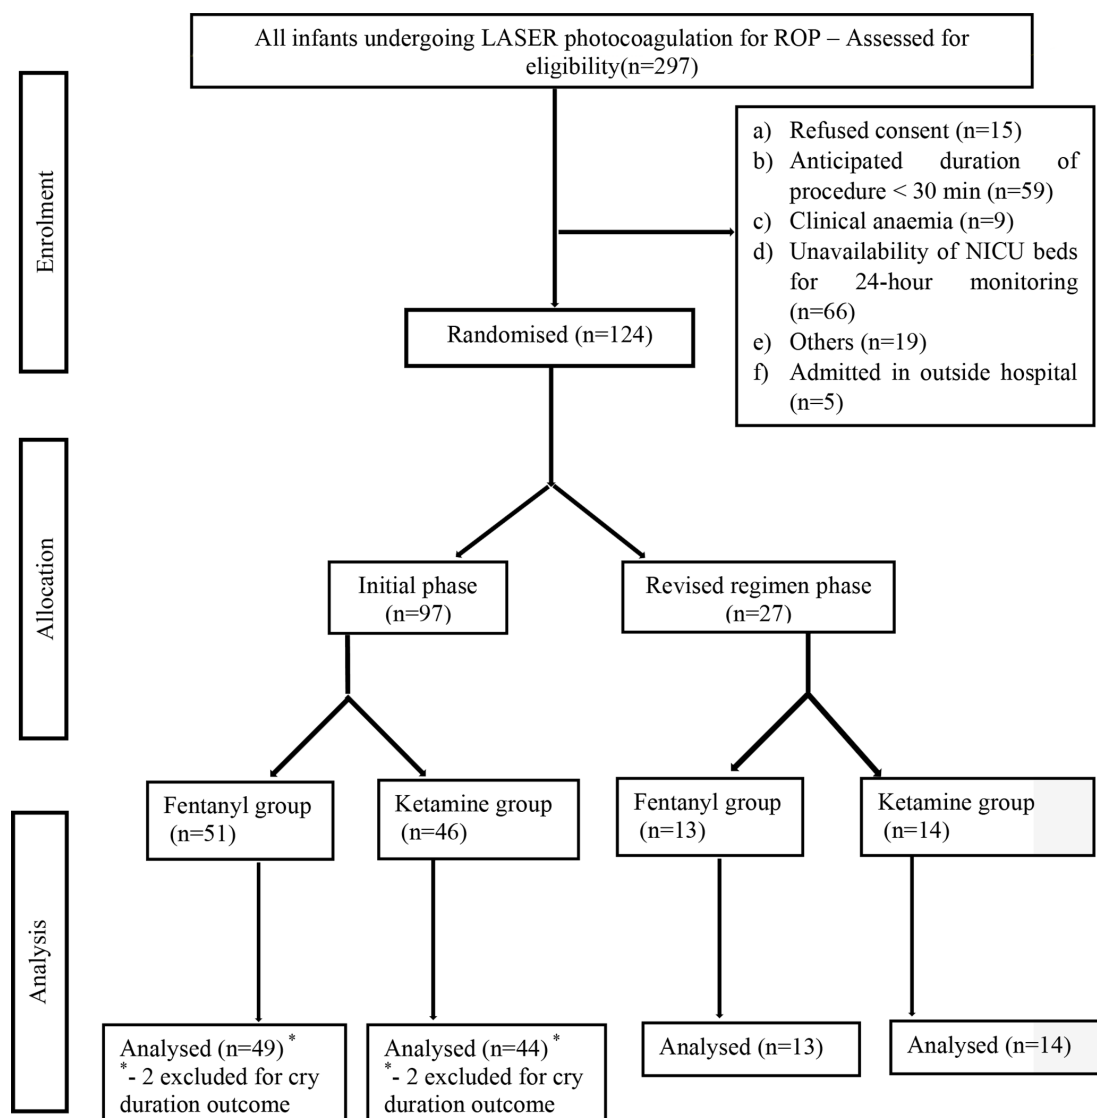 All infants undergoing LASER photocoagulation for ROP – Assessed for
eligibility(n=297)
Enrolment
a) Refused consent (n=15)
b) Anticipated duration of
procedure < 30 min (n=59)
c) Clinical anaemia (n=9)
d) Unavailability of NICU beds
for 24-hour monitoring
(n=66)
e) Others (n=19)
f) Admitted in outside hospital
(n=5)
Randomised (n=124)
Allocation
Initial phase
(n=97)
Revised regimen phase
(n=27)
Fentanyl group
(n=51)
Ketamine group
(n=46)
Fentanyl group
(n=13)
Ketamine group
(n=14)
Analysis
Analysed (n=49) *
*- 2 excluded for cry
duration outcome
Analysed (n=44) *
*- 2 excluded for cry
duration outcome
Analysed (n=13)
Analysed (n=14)